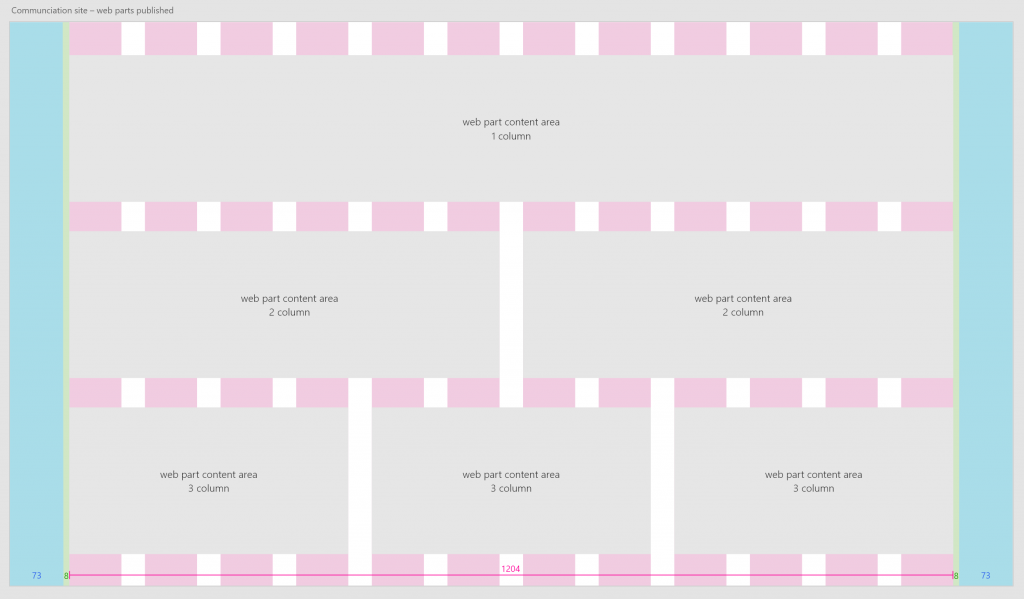 Communciation site – web parts published
web part content area
1 column
web part content area
2 column
web part content area
2 column
web part content area
3 column
web part content area
3 column
web part content area
3 column
73
8
1204
8
73